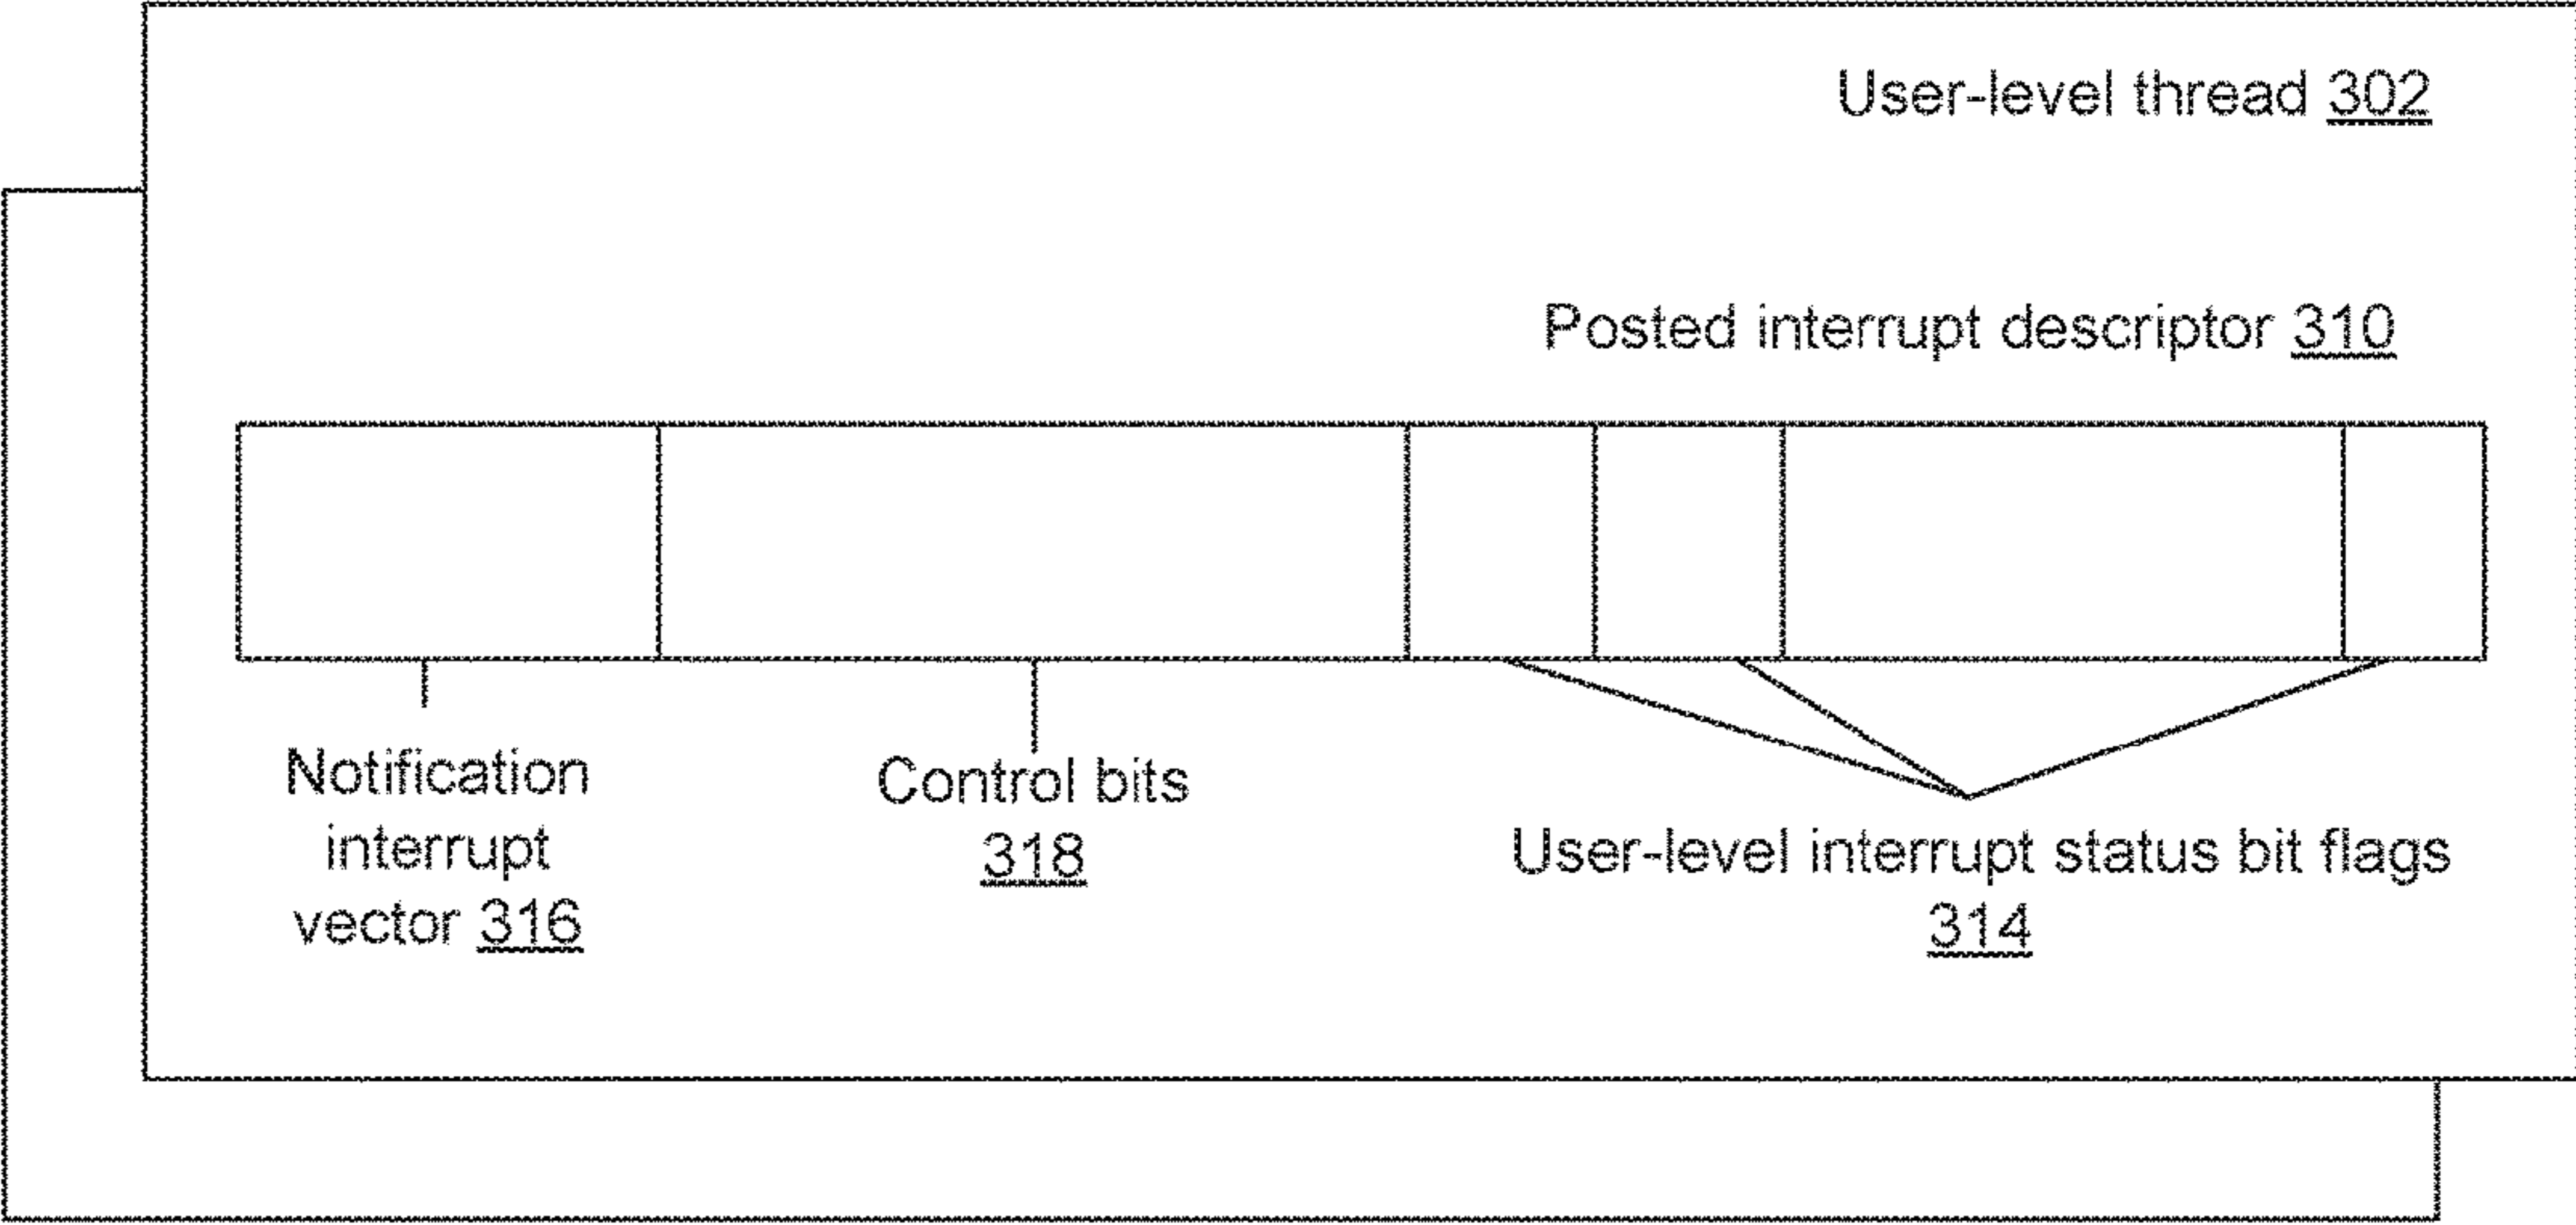 User-level thread 302
Posted interrupt descriptor 310
Notification
interrupt
vector 316
Control bits
318
User-level interrupt status bit flags
314